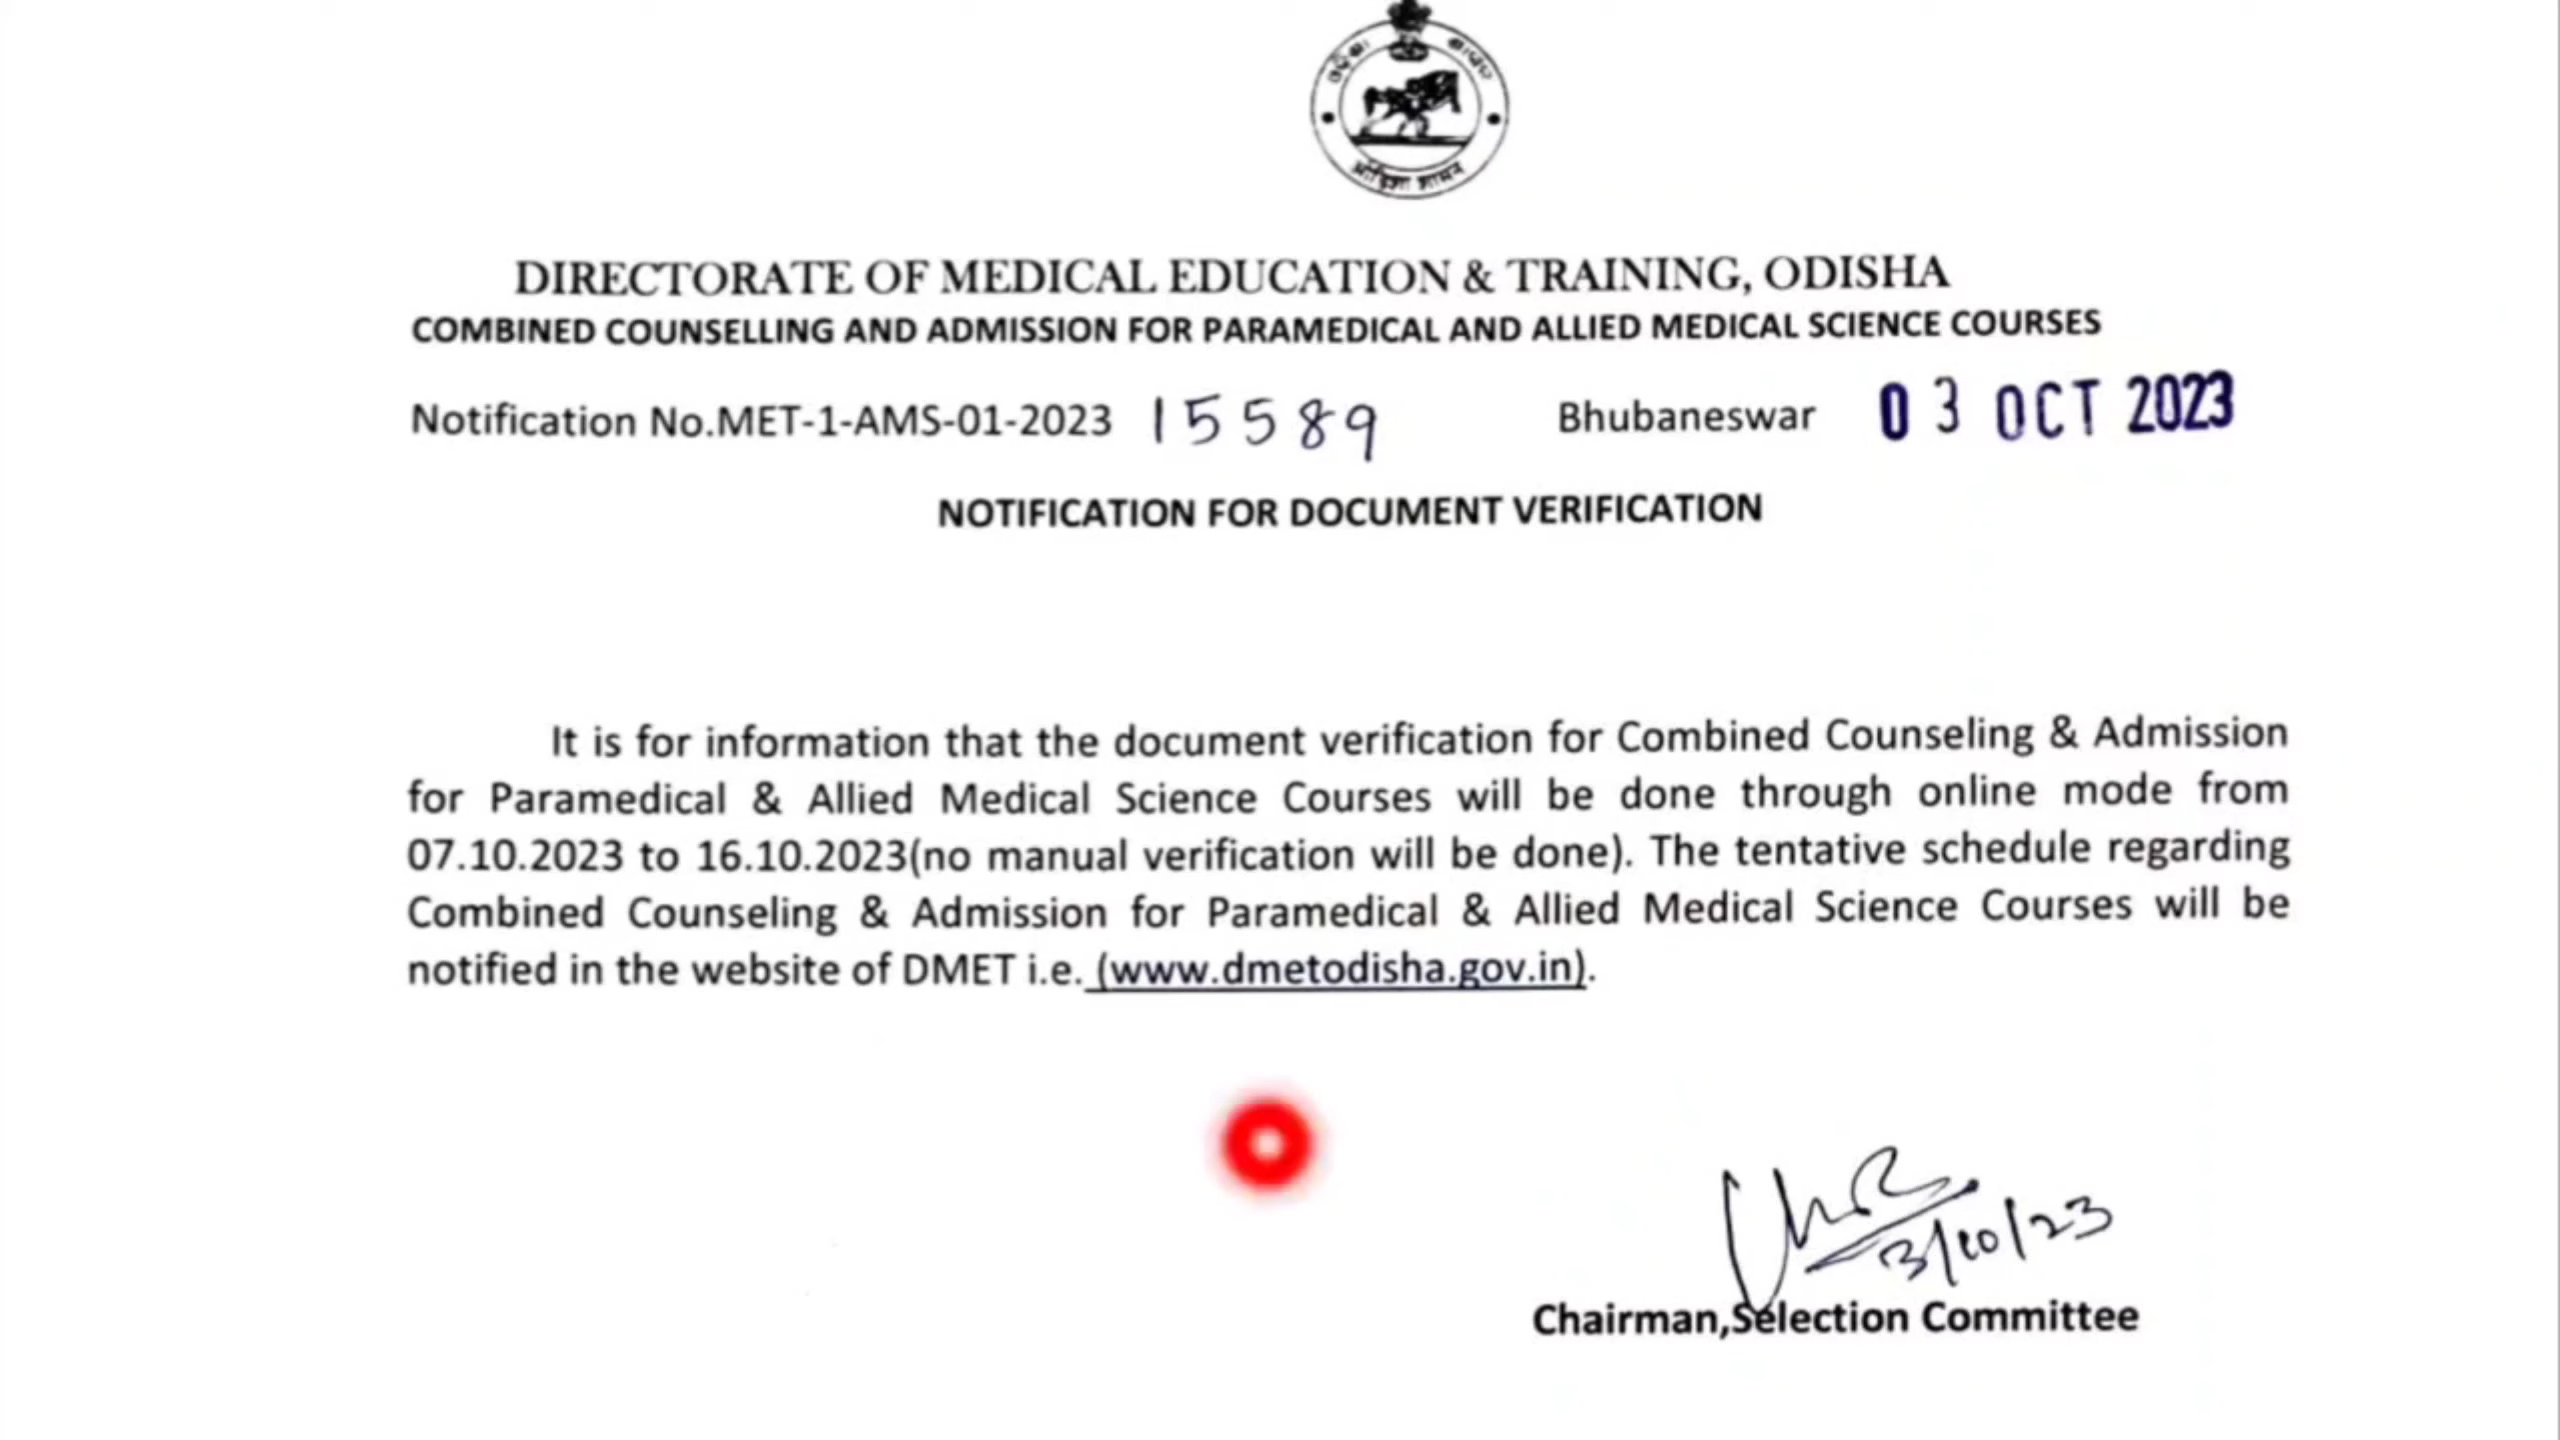 ଓଡ଼ିଶା ଶାସନ
ओड़िशा शासन
DIRECTORATE OF MEDICAL EDUCATION & TRAINING, ODISHA
COMBINED COUNSELLING AND ADMISSION FOR PARAMEDICAL AND ALLIED MEDICAL SCIENCE COURSES
Notification No.MET-1-AMS-01-2023 15589 Bhubaneswar 03 OCT 2023
NOTIFICATION FOR DOCUMENT VERIFICATION
It is for information that the document verification for Combined Counseling & Admission
for Paramedical & Allied Medical Science Courses will be done through online mode from
07.10.2023 to 16.10.2023(no manual verification will be done). The tentative schedule regarding
Combined Counseling & Admission for Paramedical & Allied Medical Science Courses will be
notified in the website of DMET i.e. (www.dmetodisha.gov.in).
3/10/23
Chairman,Selection Committee